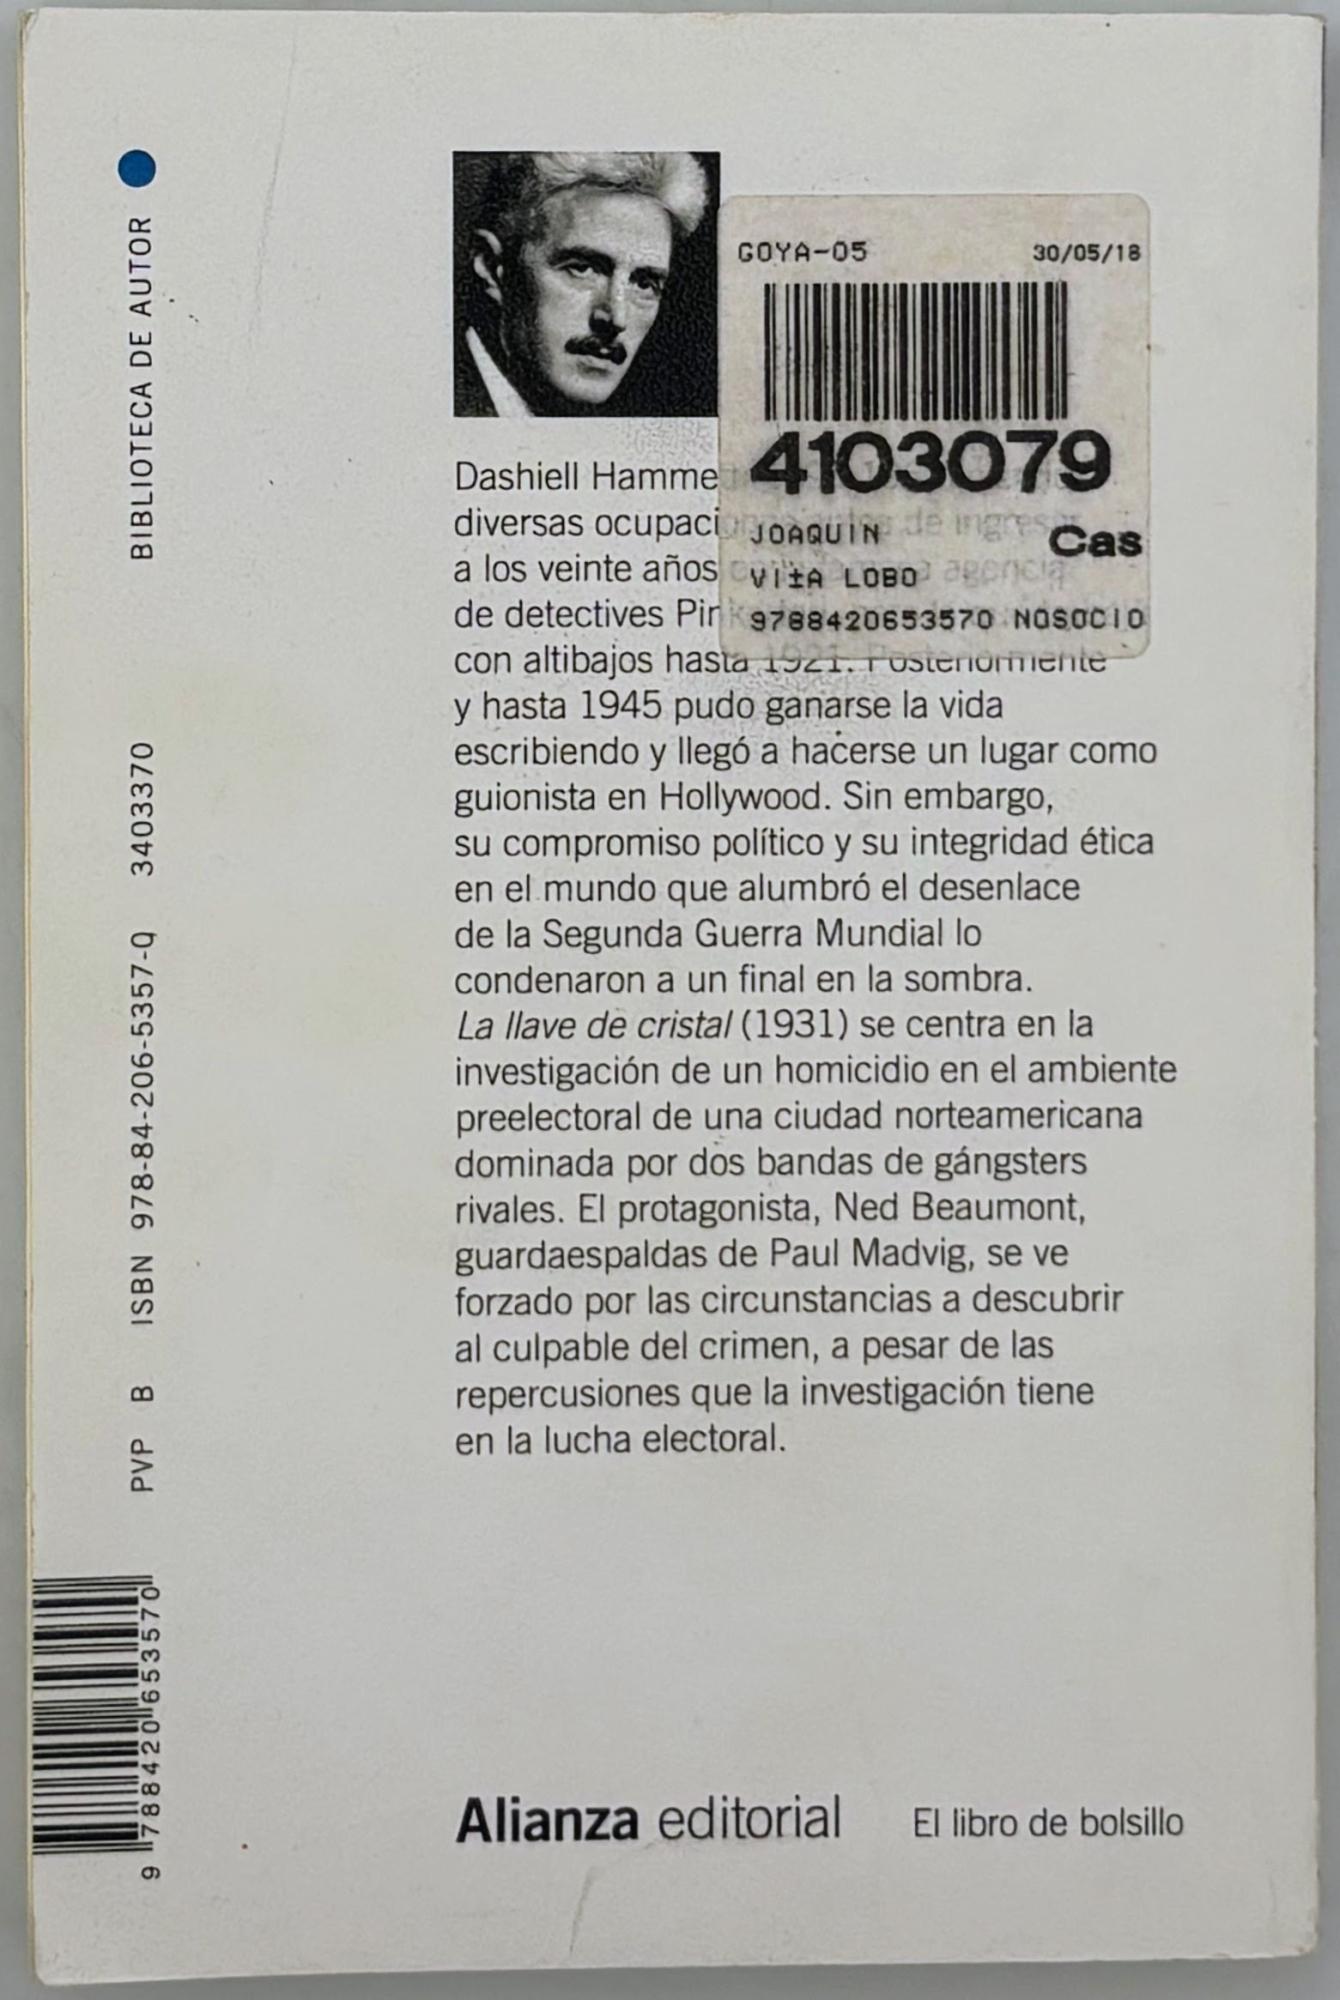 BIBLIOTECA DE AUTOR
3403370
ISBN 978-84-206-5357-0
PVP B
9 788420 653570
GOYA-05 30/05/18
4103079
JOAQUIN Cas
VI±A LOBO
9788420653570 NOSOCIO
Dashiell Hamme
diversas ocupaciones antes de ingresar
a los veinte años agencia
de detectives Pink
con altibajos hasta 1921. Posteriormente
y hasta 1945 pudo ganarse la vida
escribiendo y llegó a hacerse un lugar como
guionista en Hollywood. Sin embargo,
su compromiso político y su integridad ética
en el mundo que alumbró el desenlace
de la Segunda Guerra Mundial lo
condenaron a un final en la sombra.
La llave de cristal (1931) se centra en la
investigación de un homicidio en el ambiente
preelectoral de una ciudad norteamericana
dominada por dos bandas de gángsters
rivales. El protagonista, Ned Beaumont,
guardaespaldas de Paul Madvig, se ve
forzado por las circunstancias a descubrir
al culpable del crimen, a pesar de las
repercusiones que la investigación tiene
en la lucha electoral.
Alianza editorial El libro de bolsillo